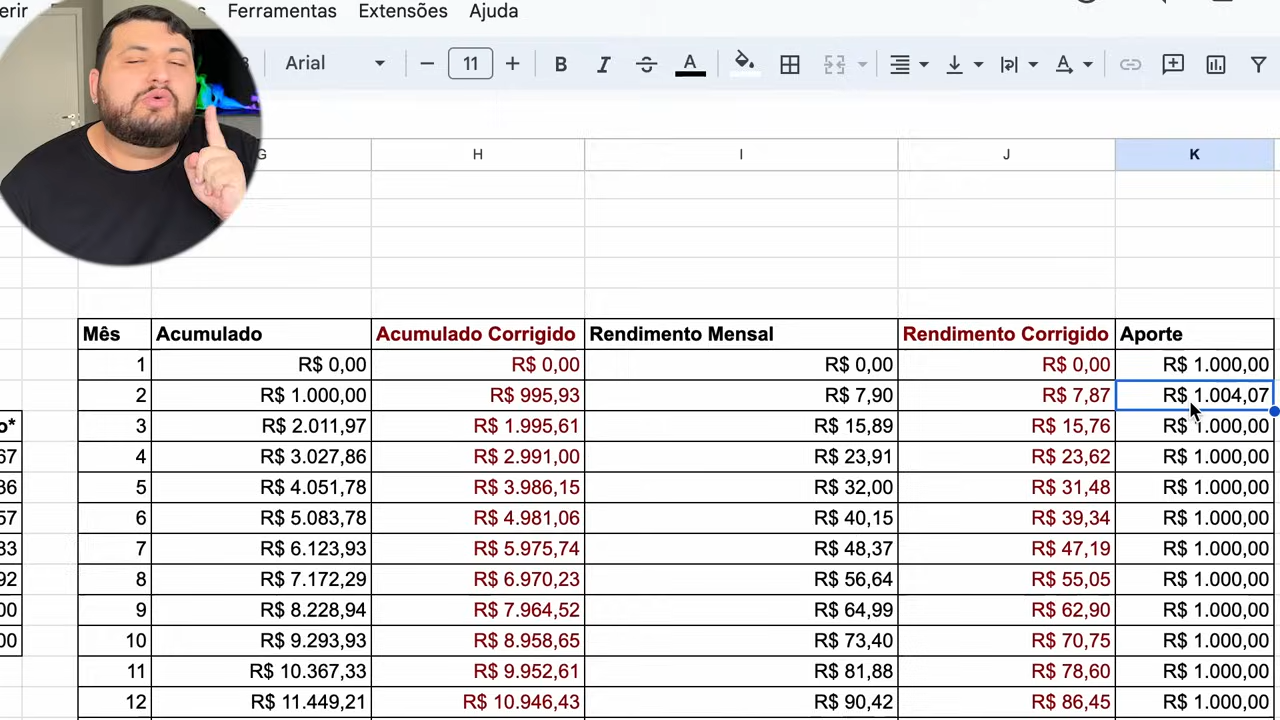 erir Ferramentas Extensões Ajuda
Arial 11 B I S A A
G H I J K
Mês Acumulado Acumulado Corrigido Rendimento Mensal Rendimento Corrigido Aporte
1 R$ 0,00 R$ 0,00 R$ 0,00 R$ 0,00 R$ 1.000,00
2 R$ 1.000,00 R$ 995,93 R$ 7,90 R$ 7,87 R$ 1.004,07
o* 3 R$ 2.011,97 R$ 1.995,61 R$ 15,89 R$ 15,76 R$ 1.000,00
67 4 R$ 3.027,86 R$ 2.991,00 R$ 23,91 R$ 23,62 R$ 1.000,00
36 5 R$ 4.051,78 R$ 3.986,15 R$ 32,00 R$ 31,48 R$ 1.000,00
57 6 R$ 5.083,78 R$ 4.981,06 R$ 40,15 R$ 39,34 R$ 1.000,00
33 7 R$ 6.123,93 R$ 5.975,74 R$ 48,37 R$ 47,19 R$ 1.000,00
92 8 R$ 7.172,29 R$ 6.970,23 R$ 56,64 R$ 55,05 R$ 1.000,00
00 9 R$ 8.228,94 R$ 7.964,52 R$ 64,99 R$ 62,90 R$ 1.000,00
00 10 R$ 9.293,93 R$ 8.958,65 R$ 73,40 R$ 70,75 R$ 1.000,00
11 R$ 10.367,33 R$ 9.952,61 R$ 81,88 R$ 78,60 R$ 1.000,00
12 R$ 11.449,21 R$ 10.946,43 R$ 90,42 R$ 86,45 R$ 1.000,00